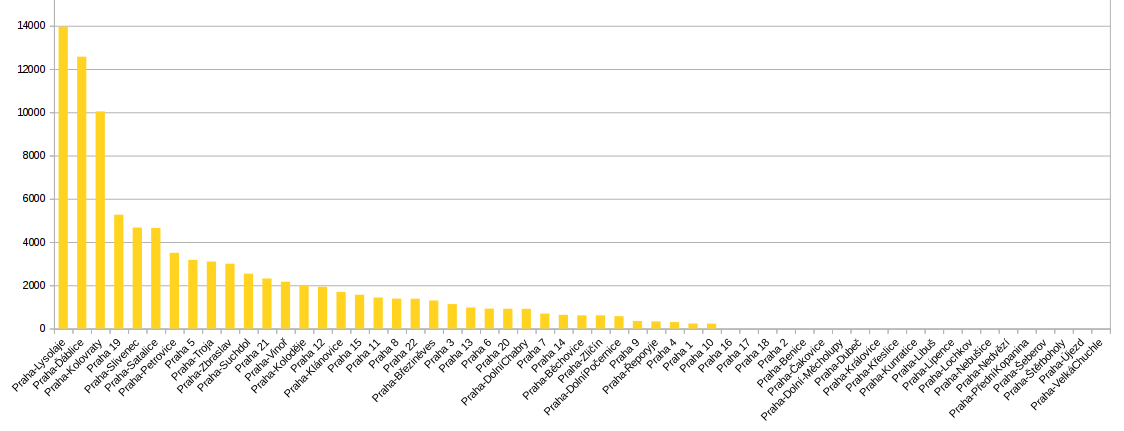 14000
12000
10000
8000
6000
4000
2000
0
Praha-Lysolaje
Praha-Ďáblice
Praha-Kolovraty
Praha 19
Praha-Slivenec
Praha-Satalice
Praha-Petrovice
Praha 5
Praha-Troja
Praha-Zbraslav
Praha-Suchdol
Praha 21
Praha-Vinoř
Praha-Koloděje
Praha 12
Praha-Klánovice
Praha 15
Praha 11
Praha 8
Praha 22
Praha-Březiněves
Praha 3
Praha 13
Praha 6
Praha 20
Praha-DolníChabry
Praha 7
Praha 14
Praha-Běchovice
Praha-Zličín
Praha-DolníPočernice
Praha 9
Praha-Řeporyje
Praha 4
Praha 1
Praha 10
Praha 16
Praha 17
Praha 18
Praha 2
Praha-Benice
Praha-Čakovice
Praha-Dolní-Měcholupy
Praha-Dubeč
Praha-Královice
Praha-Křeslice
Praha-Kunratice
Praha-Libuš
Praha-Lipence
Praha-Lochkov
Praha-Nebušice
Praha-Nedvězí
Praha-PředníKopanina
Praha-Šeberov
Praha-Štěrboholy
Praha-Újezd
Praha-VelkáChuchle